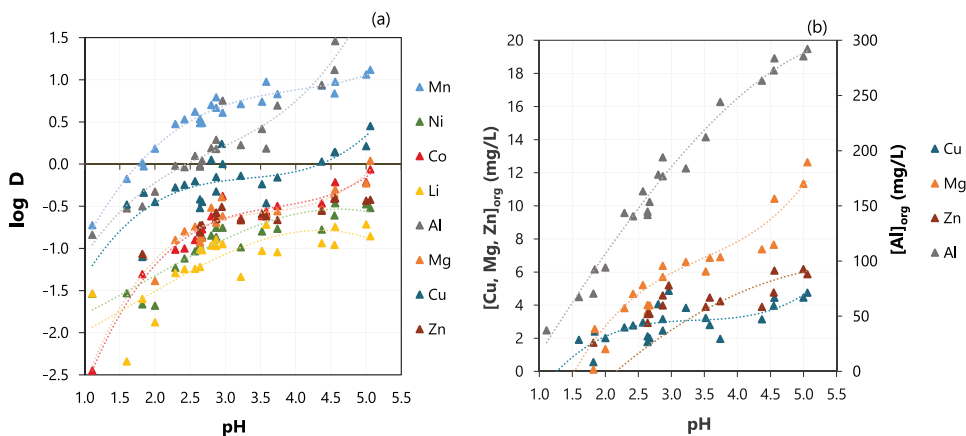 (a)
1.5
1.0
0.5
0.0
-0.5
-1.0
-1.5
-2.0
-2.5
log D
1.0 1.5 2.0 2.5 3.0 3.5 4.0 4.5 5.0 5.5
pH
Mn
Ni
Co
Li
Al
Mg
Cu
Zn
(b)
20
18
16
14
12
10
8
6
4
2
0
[Cu, Mg, Zn]org (mg/L)
300
250
200
150
100
50
0
[Al]org (mg/L)
1.0 1.5 2.0 2.5 3.0 3.5 4.0 4.5 5.0 5.5
pH
Cu
Mg
Zn
Al